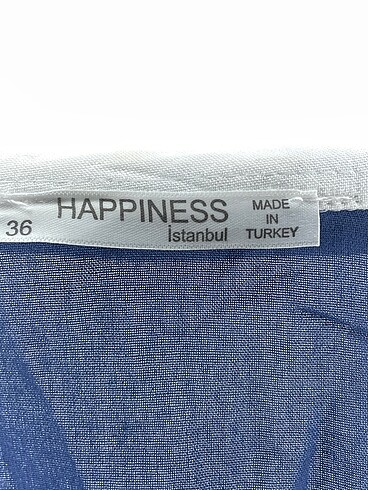 36
HAPPINESS
İstanbul
MADE
IN
TURKEY